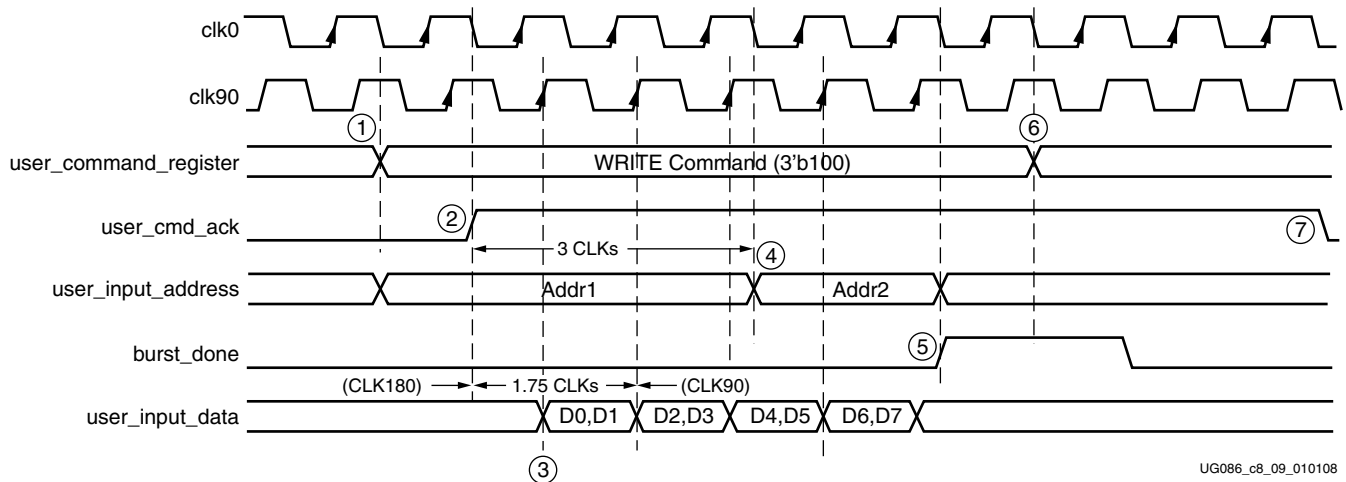 clk0
clk90
① ⑥
user_command_register WRITE Command (3'b100)
user_cmd_ack ② ⑦
3 CLKs ④
user_input_address Addr1 Addr2
burst_done ⑤
(CLK180) 1.75 CLKs (CLK90)
user_input_data D0,D1 D2,D3 D4,D5 D6,D7
③
UG086_c8_09_010108